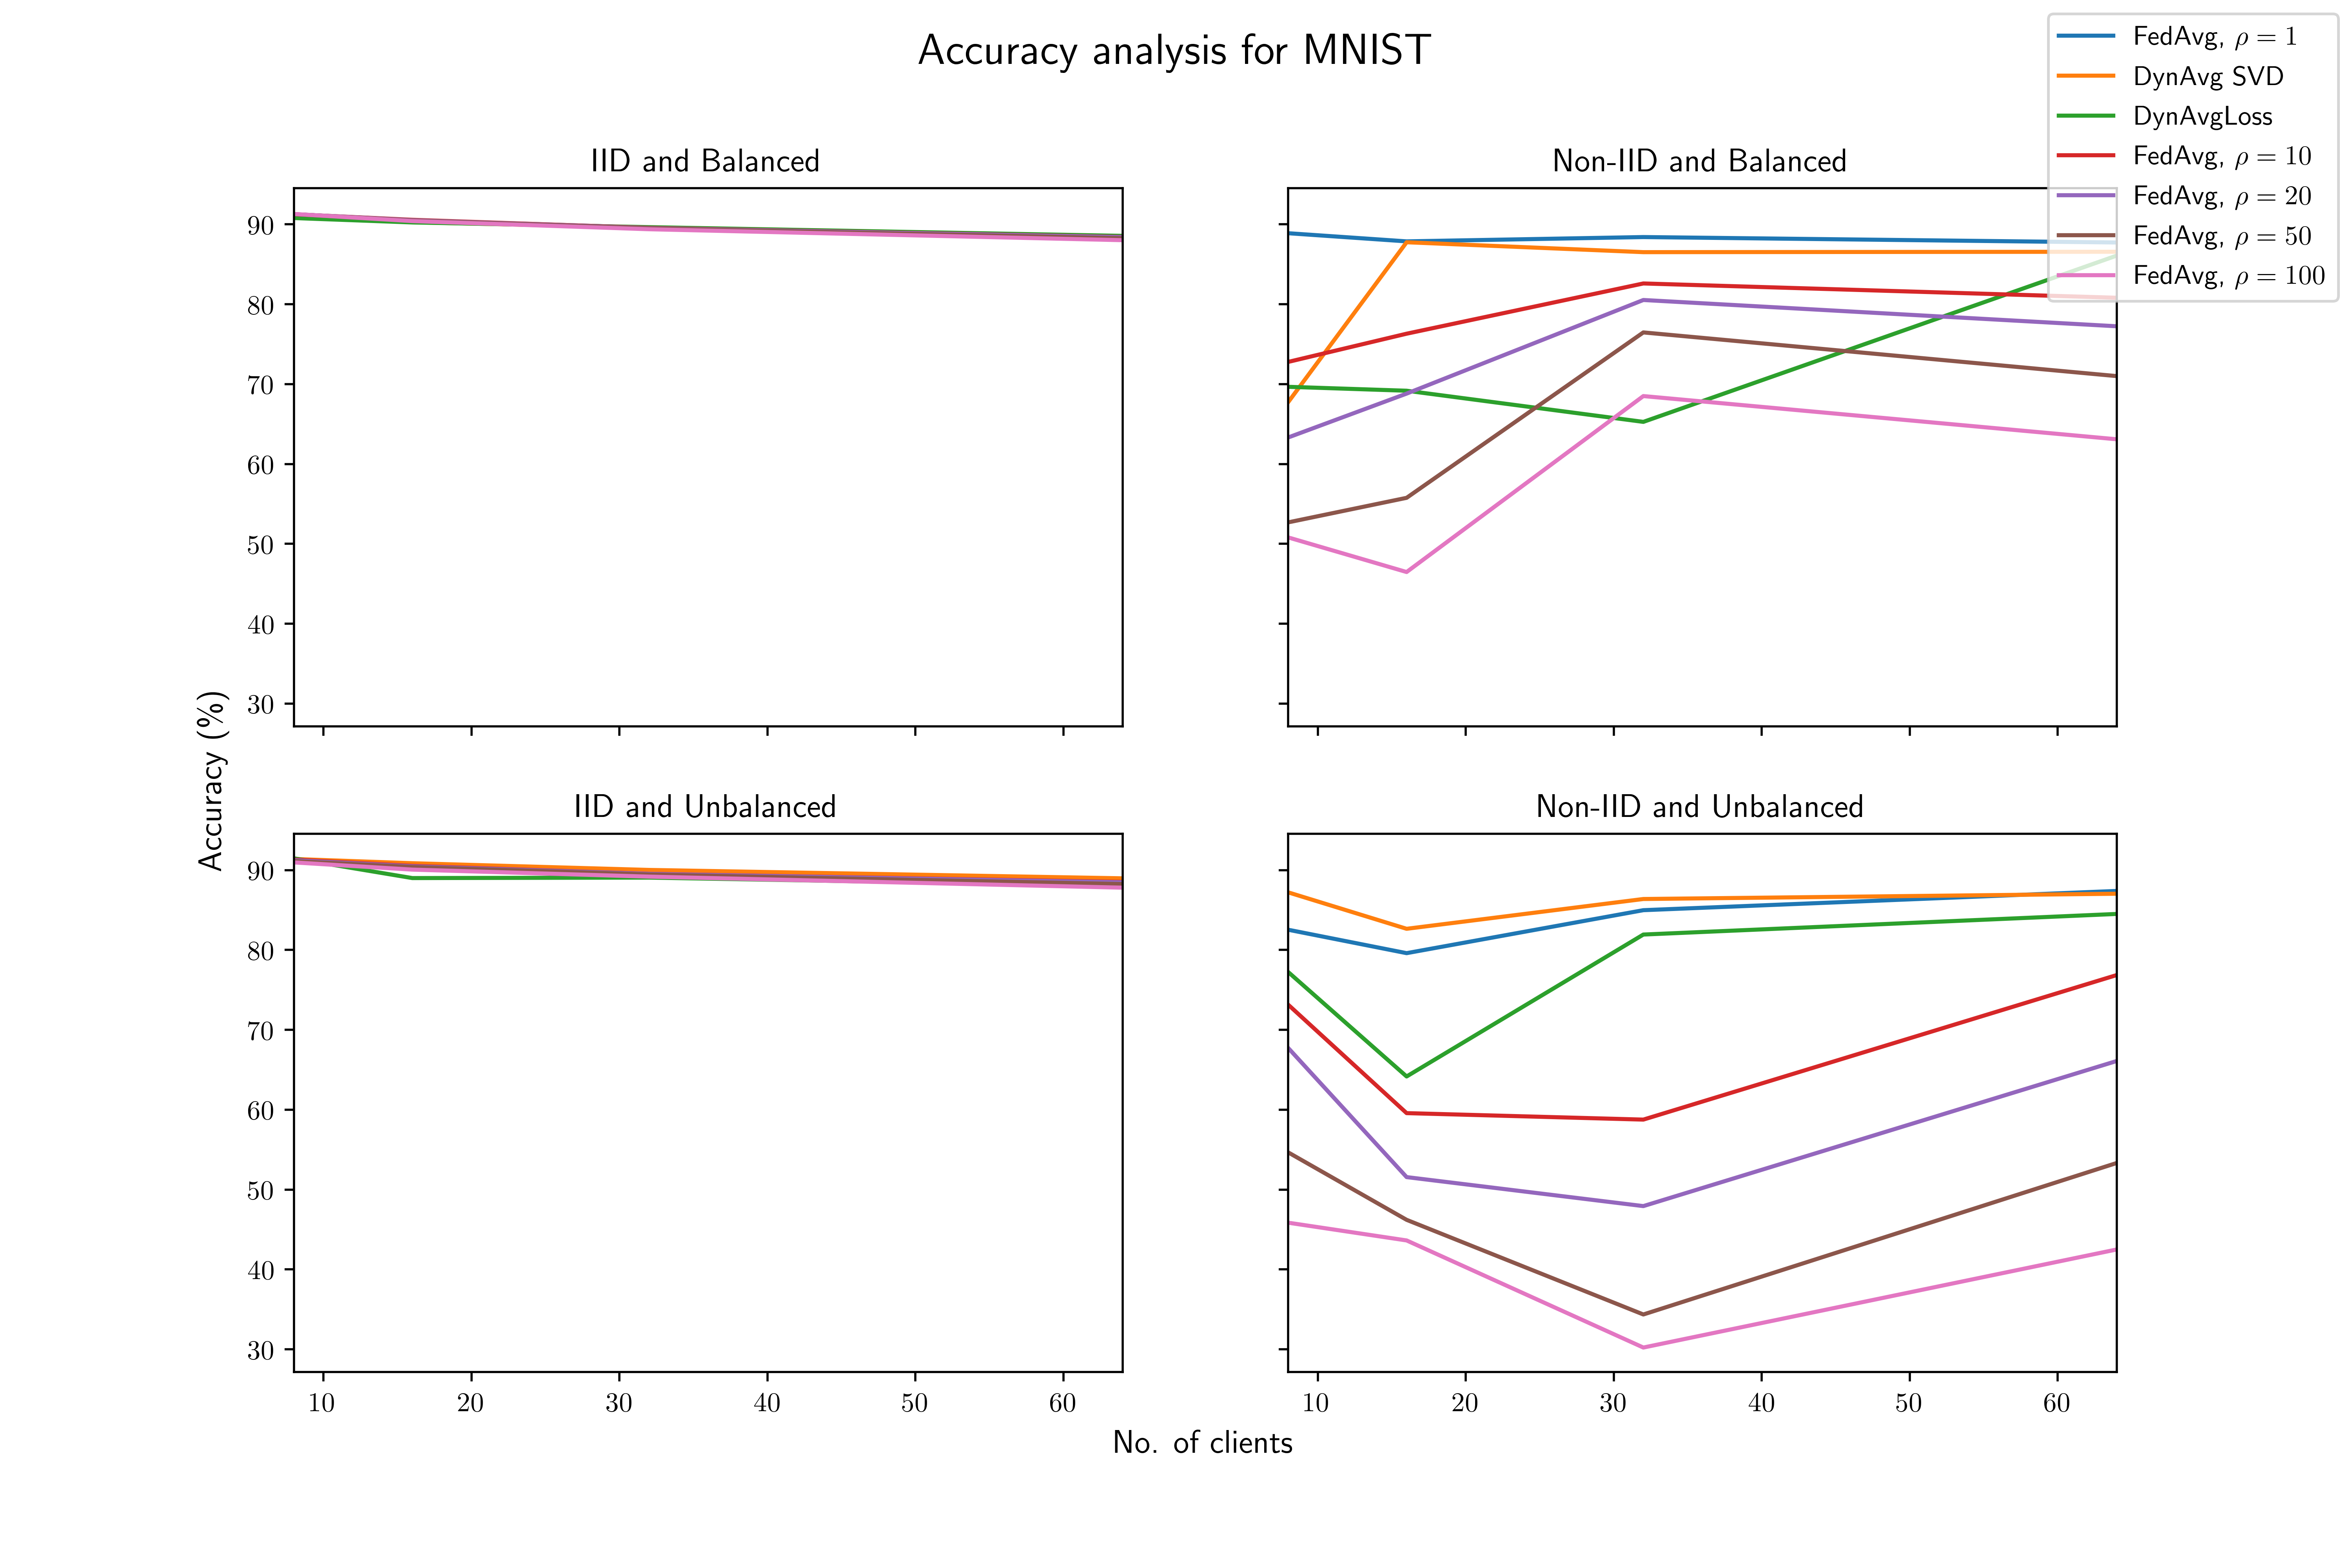 Accuracy analysis for MNIST
FedAvg, ρ = 1
DynAvg SVD
DynAvgLoss
FedAvg, ρ = 10
FedAvg, ρ = 20
FedAvg, ρ = 50
FedAvg, ρ = 100
IID and Balanced
90
80
70
60
50
40
30
Non-IID and Balanced
Accuracy (%)
IID and Unbalanced
90
80
70
60
50
40
30
10 20 30 40 50 60
Non-IID and Unbalanced
10 20 30 40 50 60
No. of clients